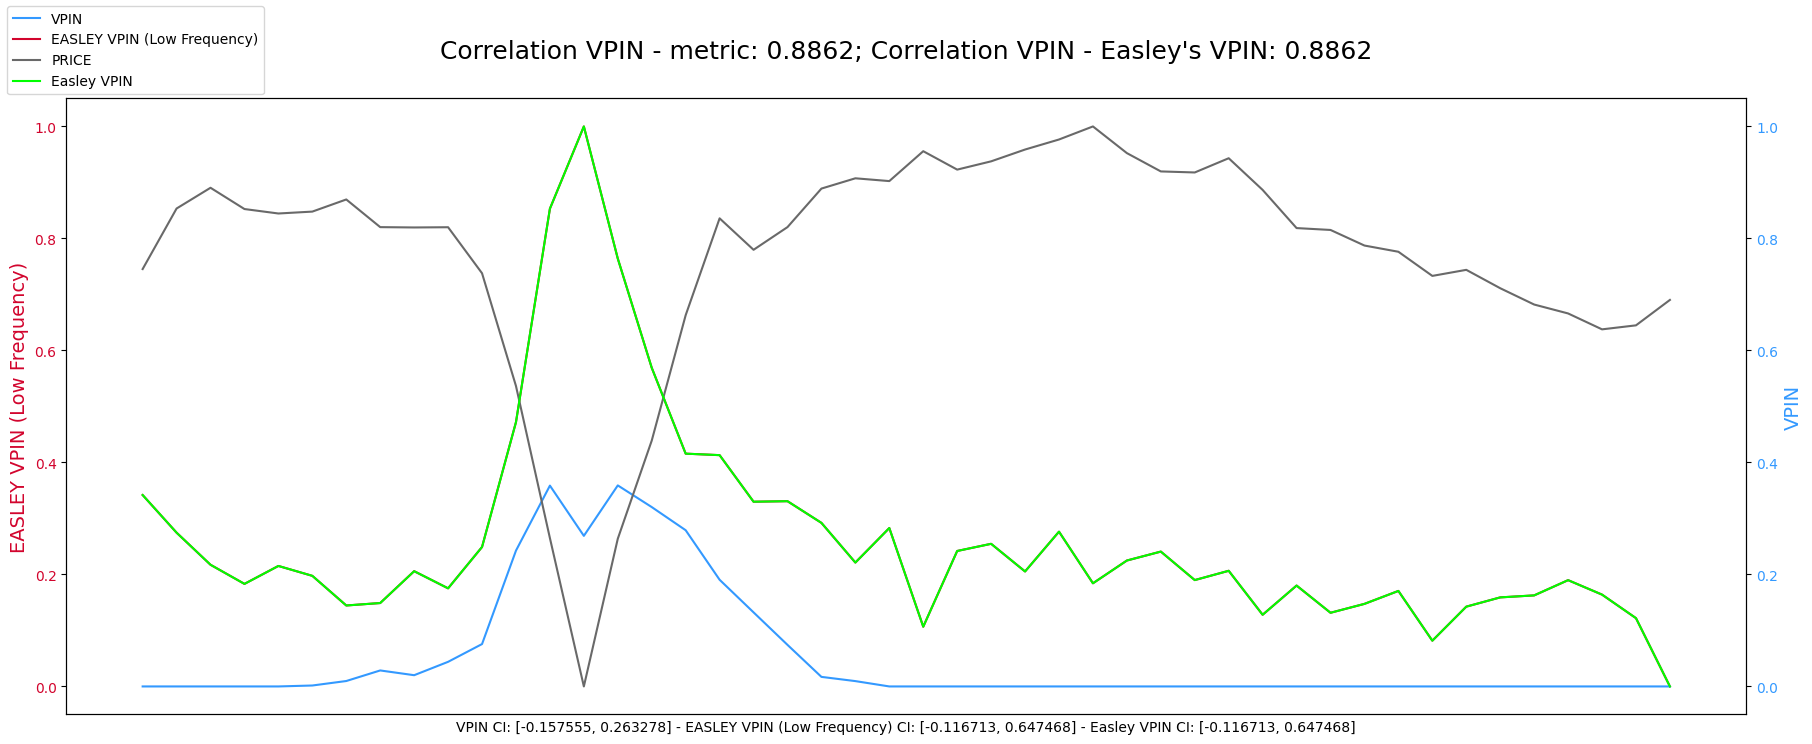 VPIN
EASLEY VPIN (Low Frequency)
PRICE
Easley VPIN
Correlation VPIN - metric: 0.8862; Correlation VPIN - Easley's VPIN: 0.8862
EASLEY VPIN (Low Frequency)
1.0
0.8
0.6
0.4
0.2
0.0
1.0
0.8
0.6
0.4
0.2
0.0
VPIN
VPIN CI: [-0.157555, 0.263278] - EASLEY VPIN (Low Frequency) CI: [-0.116713, 0.647468] - Easley VPIN CI: [-0.116713, 0.647468]